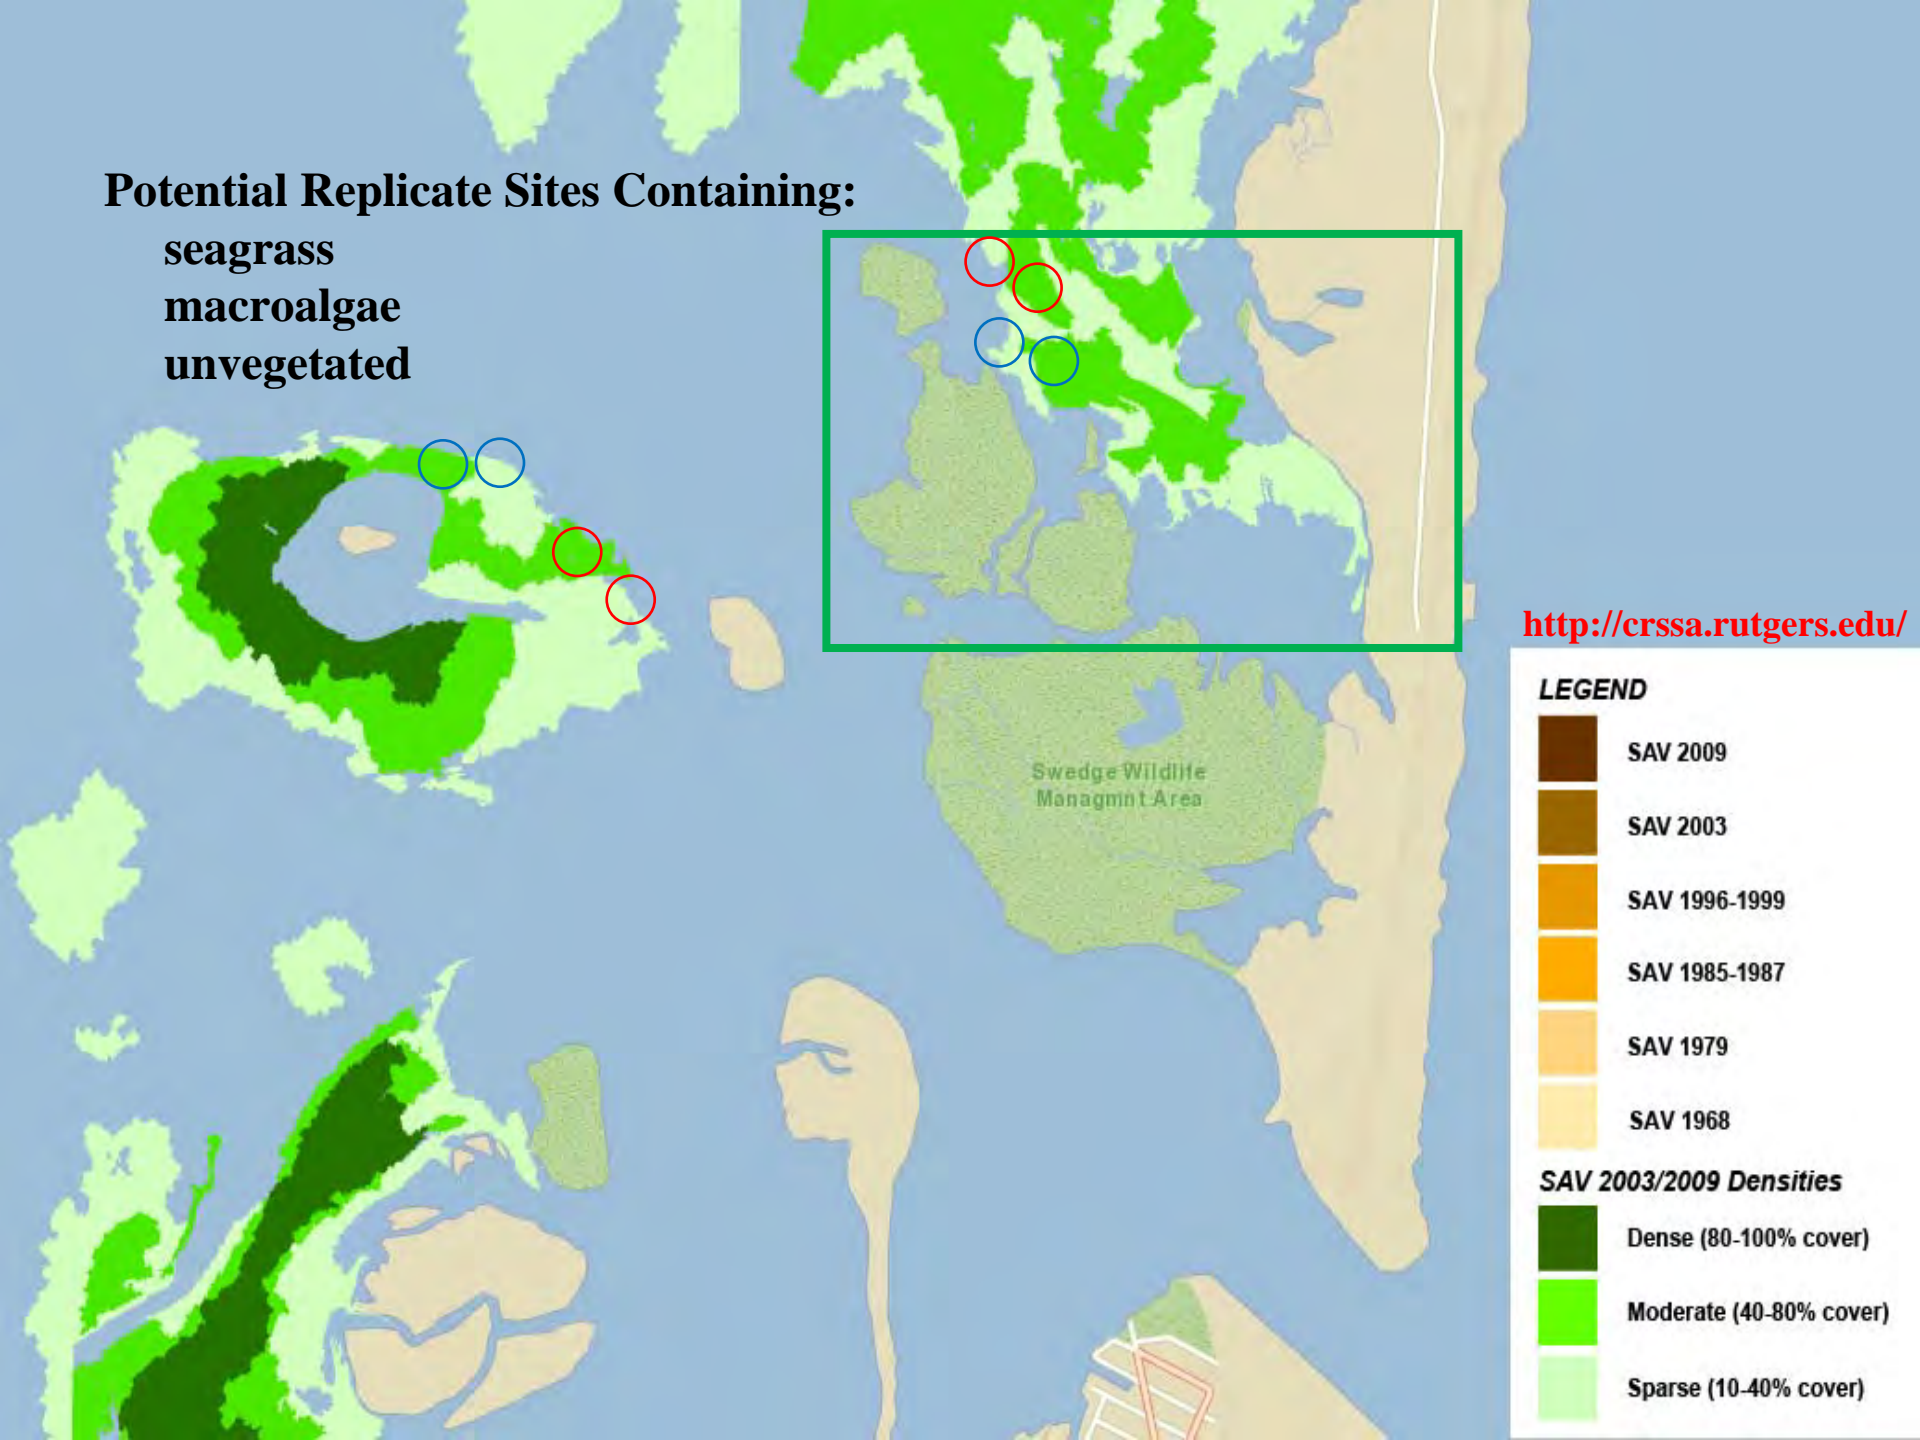 Potential Replicate Sites Containing:
seagrass
macroalgae
unvegetated
http://crssa.rutgers.edu/
LEGEND
SAV 2009
SAV 2003
SAV 1996-1999
SAV 1985-1987
SAV 1979
SAV 1968
SAV 2003/2009 Densities
Dense (80-100% cover)
Moderate (40-80% cover)
Sparse (10-40% cover)
Swedge Wildlife
Managmnt Area